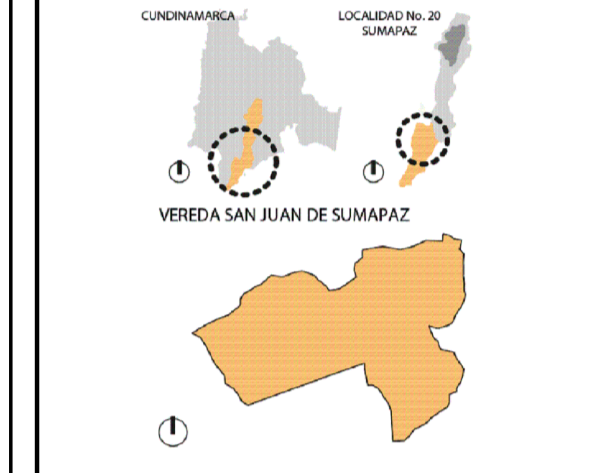 CUNDINAMARCA
LOCALIDAD No. 20
SUMAPAZ
VEREDA SAN JUAN DE SUMAPAZ